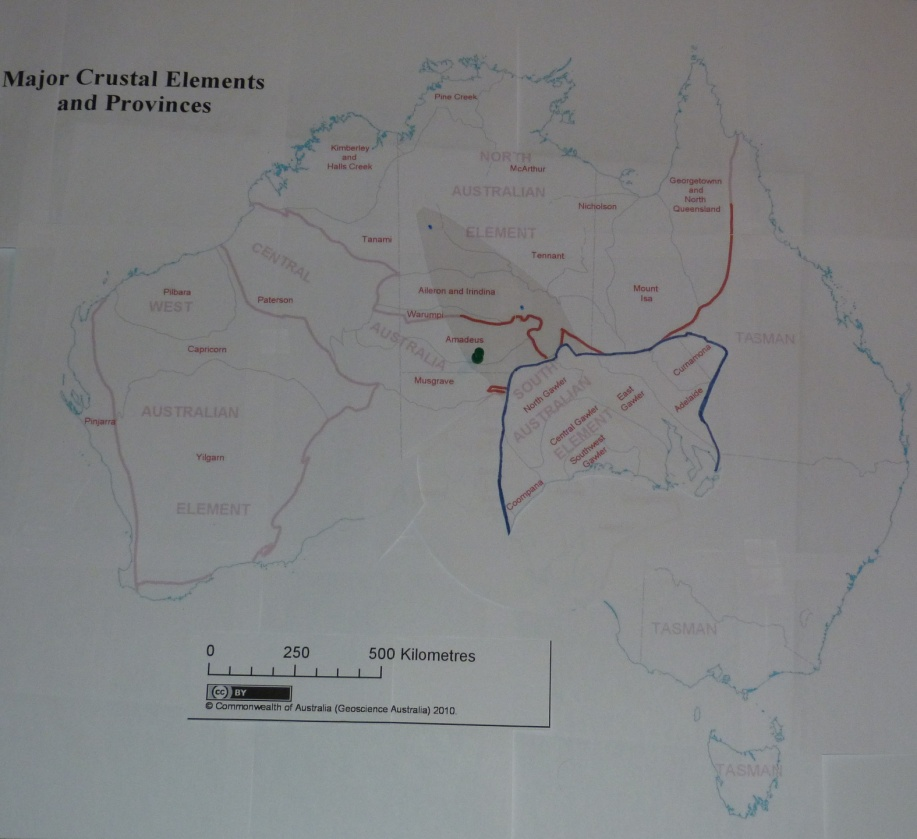 Major Crustal Elements
and Provinces
Pine Creek
Kimberley
and
Halls Creek
NORTH
McArthur
AUSTRALIAN
Georgetown
and
North
Queensland
Nicholson
ELEMENT
Tanami
CENTRAL
Tennant
Pilbara
WEST
Paterson
Aileron and Irindina
Mount
Isa
Warumpi
AUSTRALIA
Amadeus
TASMAN
Capricorn
Musgrave
Curnamona
SOUTH
North Gawler
AUSTRALIAN
East
Gawler
Adelaide
AUSTRALIAN
Pinjarra
Central Gawler
ELEMENT
Southwest
Gawler
Yilgarn
Coompana
ELEMENT
TASMAN
0 250 500 Kilometres
cc BY
© Commonwealth of Australia (Geoscience Australia) 2010.
TASMAN